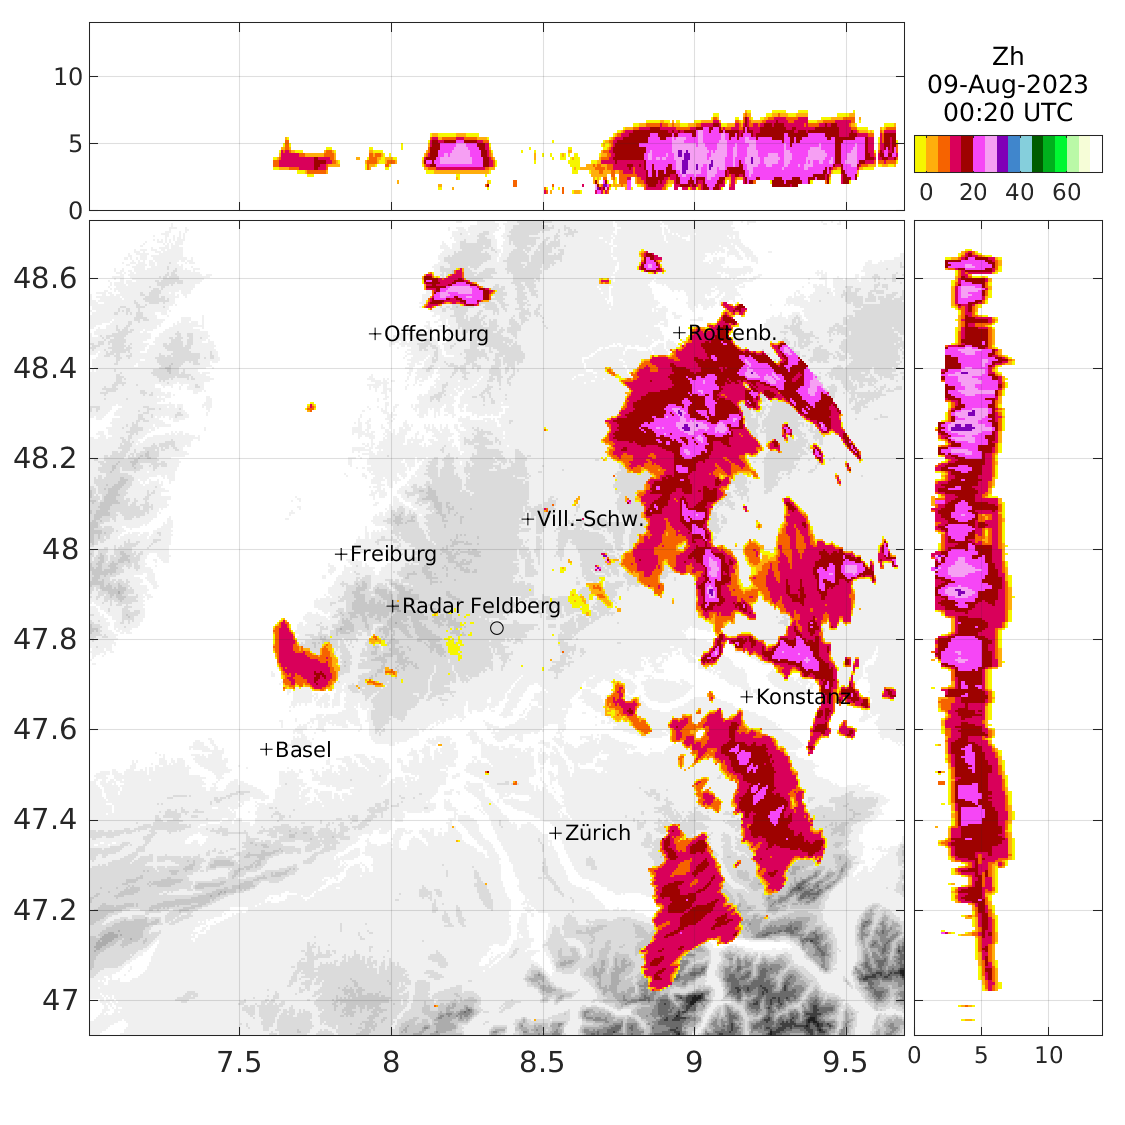 10
5
0
Zh
09-Aug-2023
00:20 UTC
0 20 40 60
48.6
48.4
48.2
48
47.8
47.6
47.4
47.2
47
Offenburg
Rottenb.
Vill.-Schw.
Freiburg
Radar Feldberg
Konstanz
Basel
Zürich
7.5 8 8.5 9 9.5
0 5 10